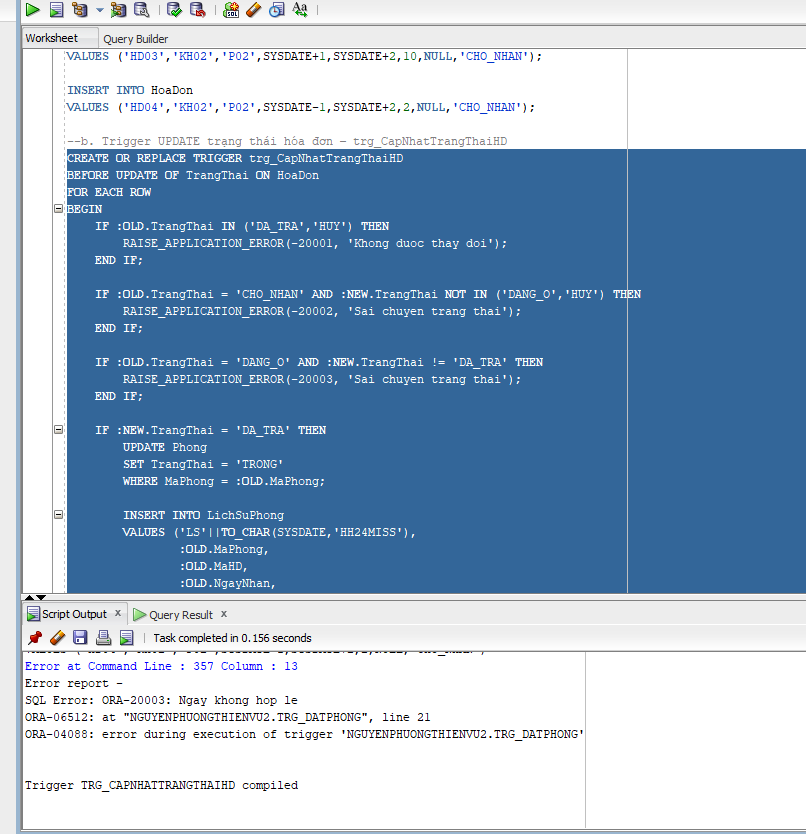 SQL
Aa
Worksheet
Query Builder
VALUES ('HD03','KH02','P02',SYSDATE+1,SYSDATE+2,10,NULL,'CHO_NHAN');
INSERT INTO HoaDon
VALUES ('HD04','KH02','P02',SYSDATE-1,SYSDATE+2,2,NULL,'CHO_NHAN');
--b. Trigger UPDATE trạng thái hóa đơn – trg_CapNhatTrangThaiHD
CREATE OR REPLACE TRIGGER trg_CapNhatTrangThaiHD
BEFORE UPDATE OF TrangThai ON HoaDon
FOR EACH ROW
BEGIN
IF :OLD.TrangThai IN ('DA_TRA','HUY') THEN
RAISE_APPLICATION_ERROR(-20001, 'Khong duoc thay doi');
END IF;
IF :OLD.TrangThai = 'CHO_NHAN' AND :NEW.TrangThai NOT IN ('DANG_O','HUY') THEN
RAISE_APPLICATION_ERROR(-20002, 'Sai chuyen trang thai');
END IF;
IF :OLD.TrangThai = 'DANG_O' AND :NEW.TrangThai != 'DA_TRA' THEN
RAISE_APPLICATION_ERROR(-20003, 'Sai chuyen trang thai');
END IF;
IF :NEW.TrangThai = 'DA_TRA' THEN
UPDATE Phong
SET TrangThai = 'TRONG'
WHERE MaPhong = :OLD.MaPhong;
INSERT INTO LichSuPhong
VALUES ('LS'||TO_CHAR(SYSDATE,'HH24MISS'),
:OLD.MaPhong,
:OLD.MaHD,
:OLD.NgayNhan,
Script Output x
Query Result x
Task completed in 0.156 seconds
Error at Command Line : 357 Column : 13
Error report -
SQL Error: ORA-20003: Ngay khong hop le
ORA-06512: at "NGUYENPHUONGTHIENVU2.TRG_DATPHONG", line 21
ORA-04088: error during execution of trigger 'NGUYENPHUONGTHIENVU2.TRG_DATPHONG'
Trigger TRG_CAPNHATTRANGTHAIHD compiled